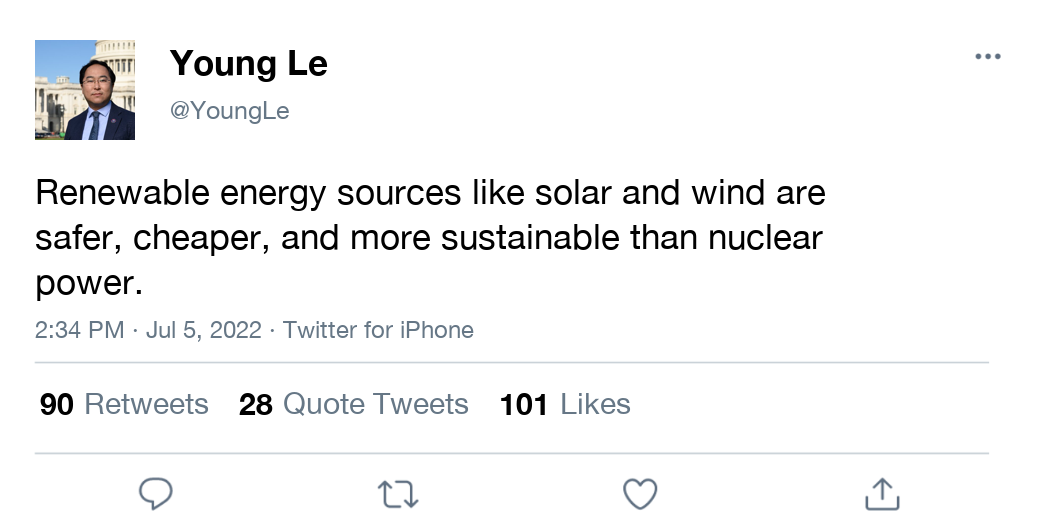 Young Le
@YoungLe
Renewable energy sources like solar and wind are
safer, cheaper, and more sustainable than nuclear
power.
2:34 PM · Jul 5, 2022 · Twitter for iPhone
90 Retweets 28 Quote Tweets 101 Likes